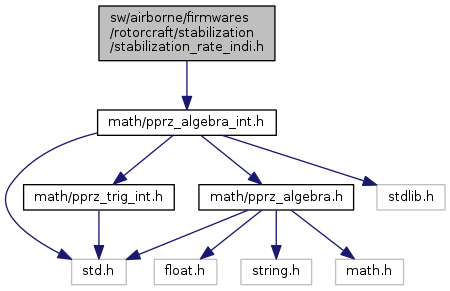 sw/airborne/firmwares
/rotorcraft/stabilization
/stabilization_rate_indi.h
math/pprz_algebra_int.h
math/pprz_trig_int.h
math/pprz_algebra.h
stdlib.h
std.h
float.h
string.h
math.h